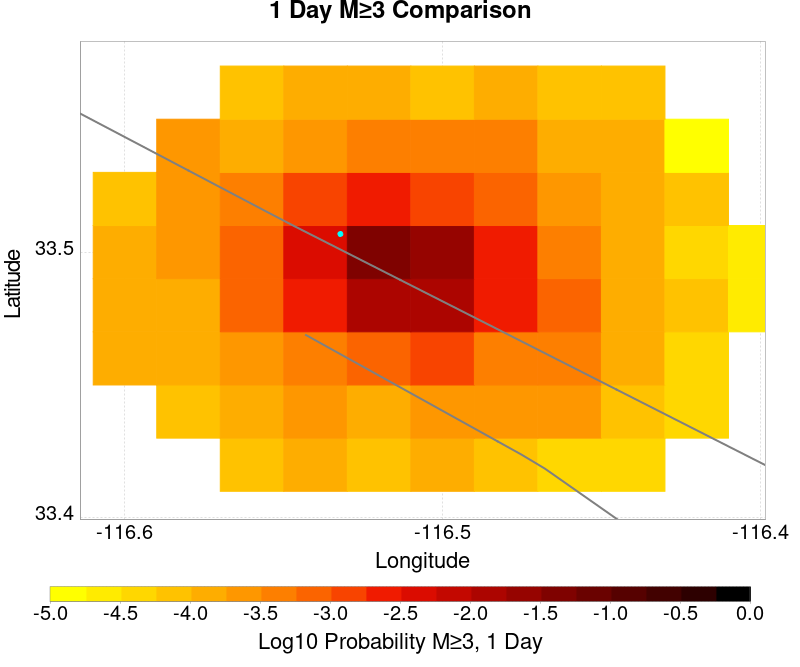 1 Day M≥3 Comparison
Latitude
33.5
33.4
-116.6 -116.5 -116.4
Longitude
-5.0 -4.5 -4.0 -3.5 -3.0 -2.5 -2.0 -1.5 -1.0 -0.5 0.0
Log10 Probability M≥3, 1 Day